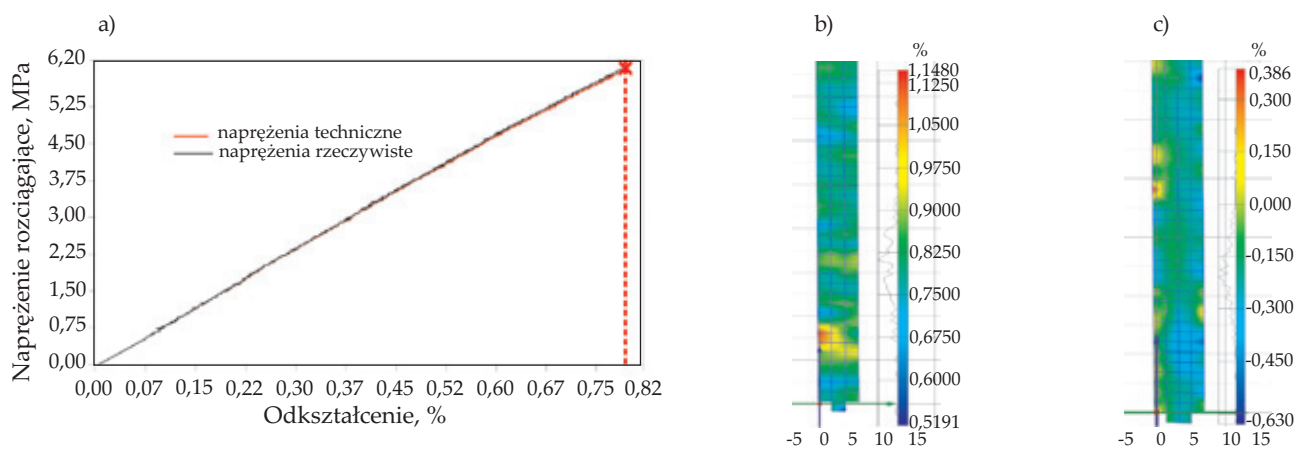 a)
Naprężenie rozciągające, MPa
6,20
5,25
4,50
3,75
3,00
2,25
1,50
0,75
0,00
naprężenia techniczne
naprężenia rzeczywiste
0,00 0,07 0,15 0,22 0,30 0,37 0,45 0,52 0,60 0,67 0,75 0,82
Odkształcenie, %
b)
%
1,1480
1,1250
1,0500
0,9750
0,9000
0,8250
0,7500
0,6750
0,6000
0,5191
-5 0 5 10 15
c)
%
0,386
0,300
0,150
0,000
-0,150
-0,300
-0,450
-0,630
-5 0 5 10 15